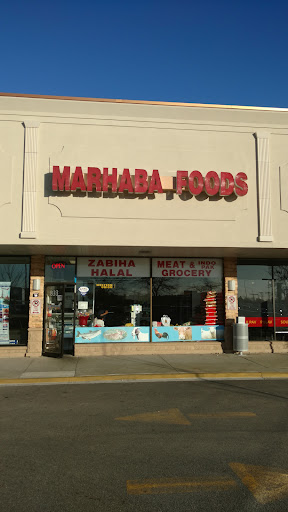 MARHABA FOODS
OPEN
ZABIHA
HALAL
MEAT &
GROCERY
INDO
PAK